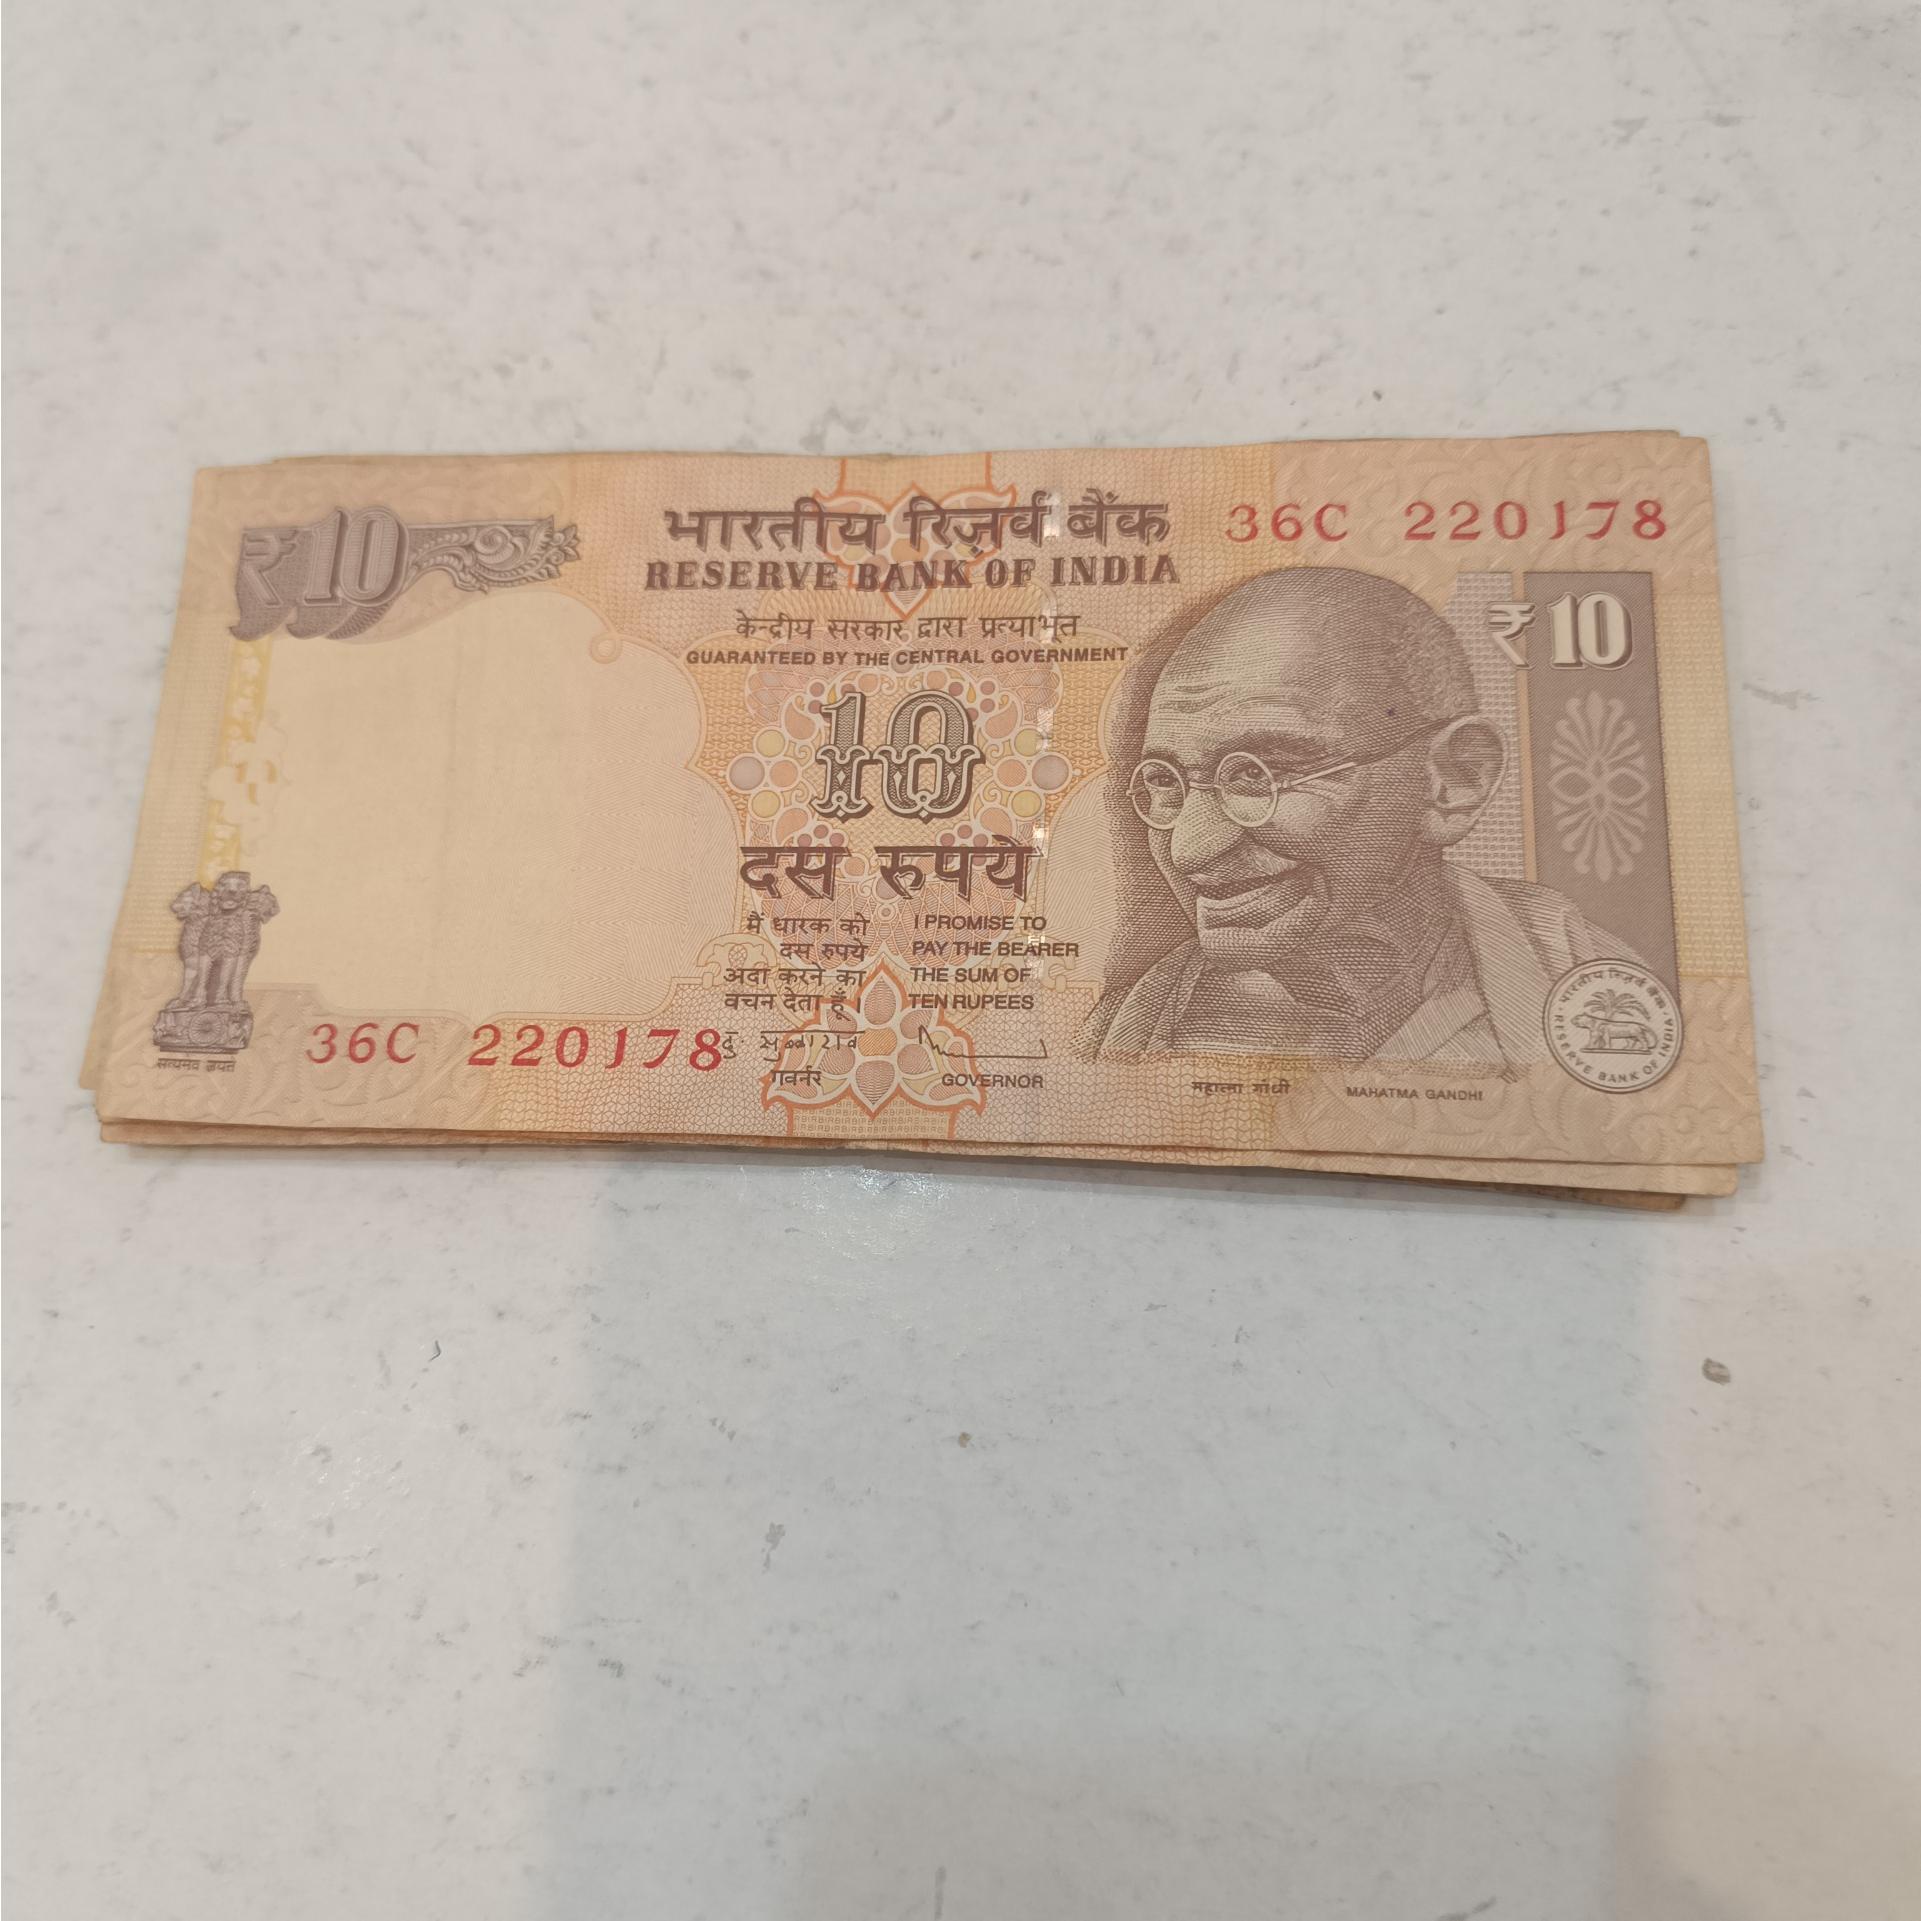 ₹10
भारतीय रिज़र्व बैंक
RESERVE BANK OF INDIA
36C 220178
केन्द्रीय सरकार द्वारा प्रत्याभूत
GUARANTEED BY THE CENTRAL GOVERNMENT
₹10
10
दस रुपये
मैं धारक को
दस रुपये
अदा करने का
वचन देता हूँ।
I PROMISE TO
PAY THE BEARER
THE SUM OF
TEN RUPEES
गवर्नर
GOVERNOR
सत्यमेव जयते
36C 220178
महात्मा गांधी
MAHATMA GANDHI
भारतीय रिज़र्व बैंक
RESERVE BANK OF INDIA